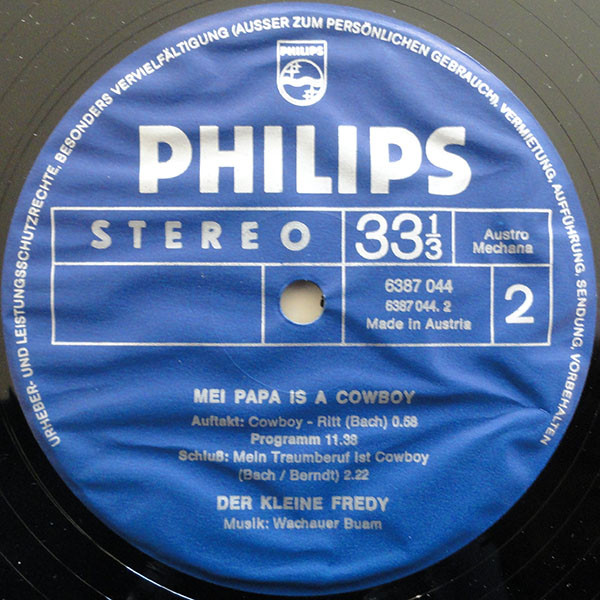 URHEBER- UND LEISTUNGSSCHUTZRECHTE, BESONDERS VERVIELFÄLTIGUNG (AUSSER ZUM PERSÖNLICHEN GEBRAUCH), VERMIETUNG, AUFFÜHRUNG, SENDUNG, VORBEHALTEN
PHILIPS
PHILIPS
STEREO
33 1/3
Austro
Mechana
6387 044
6387 044. 2
Made in Austria
2
MEI PAPA IS A COWBOY
Auftakt: Cowboy - Ritt (Bach) 0.58
Programm 11.38
Schluß: Mein Traumberuf ist Cowboy
(Bach / Berndt) 2.22
DER KLEINE FREDY
Musik: Wachauer Buam